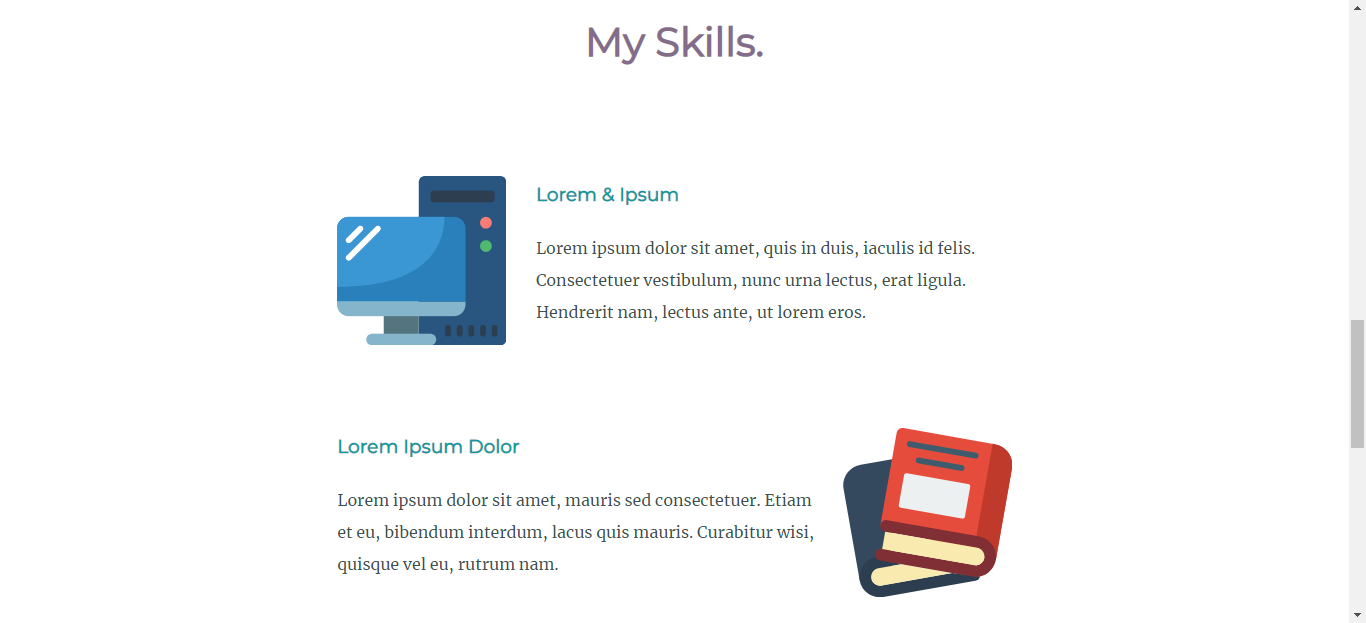 My Skills.
Lorem & Ipsum
Lorem ipsum dolor sit amet, quis in duis, iaculis id felis.
Consectetuer vestibulum, nunc urna lectus, erat ligula.
Hendrerit nam, lectus ante, ut lorem eros.
Lorem Ipsum Dolor
Lorem ipsum dolor sit amet, mauris sed consectetuer. Etiam
et eu, bibendum interdum, lacus quis mauris. Curabitur wisi,
quisque vel eu, rutrum nam.